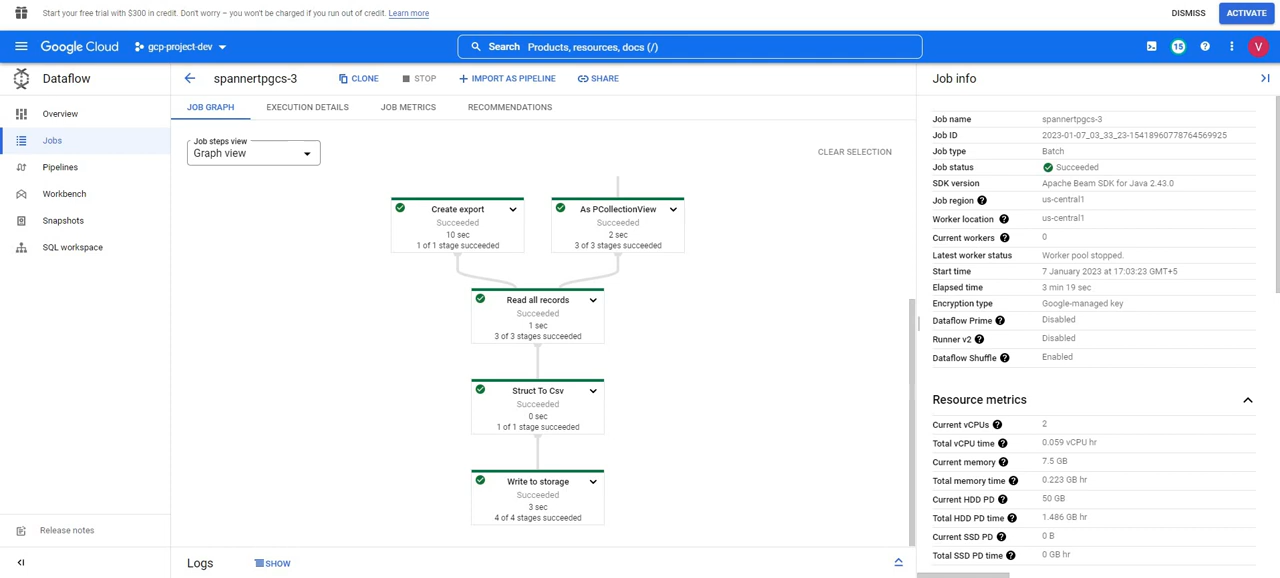 Start your free trial with $300 in credit. Don't worry – you won't be charged if you run out of credit. Learn more
DISMISS
ACTIVATE
Google Cloud
gcp-project-dev
Search Products, resources, docs (/)
15
V
Dataflow
Overview
Jobs
Pipelines
Workbench
Snapshots
SQL workspace
Release notes
spannertpgcs-3
CLONE
STOP
IMPORT AS PIPELINE
SHARE
JOB GRAPH
EXECUTION DETAILS
JOB METRICS
RECOMMENDATIONS
Job steps view
Graph view
CLEAR SELECTION
Create export
Succeeded
10 sec
1 of 1 stage succeeded
As PCollectionView
Succeeded
2 sec
3 of 3 stages succeeded
Read all records
Succeeded
1 sec
3 of 3 stages succeeded
Struct To Csv
Succeeded
0 sec
1 of 1 stage succeeded
Write to storage
Succeeded
3 sec
4 of 4 stages succeeded
Logs
SHOW
Job info
Job name spannertpgcs-3
Job ID 2023-01-07_03_33_23-15418960778764569925
Job type Batch
Job status Succeeded
SDK version Apache Beam SDK for Java 2.43.0
Job region us-central1
Worker location us-central1
Current workers 0
Latest worker status Worker pool stopped.
Start time 7 January 2023 at 17:03:23 GMT+5
Elapsed time 3 min 19 sec
Encryption type Google-managed key
Dataflow Prime Disabled
Runner v2 Disabled
Dataflow Shuffle Enabled
Resource metrics
Current vCPUs 2
Total vCPU time 0.059 vCPU hr
Current memory 7.5 GB
Total memory time 0.223 GB hr
Current HDD PD 50 GB
Total HDD PD time 1.486 GB hr
Current SSD PD 0 B
Total SSD PD time 0 GB hr